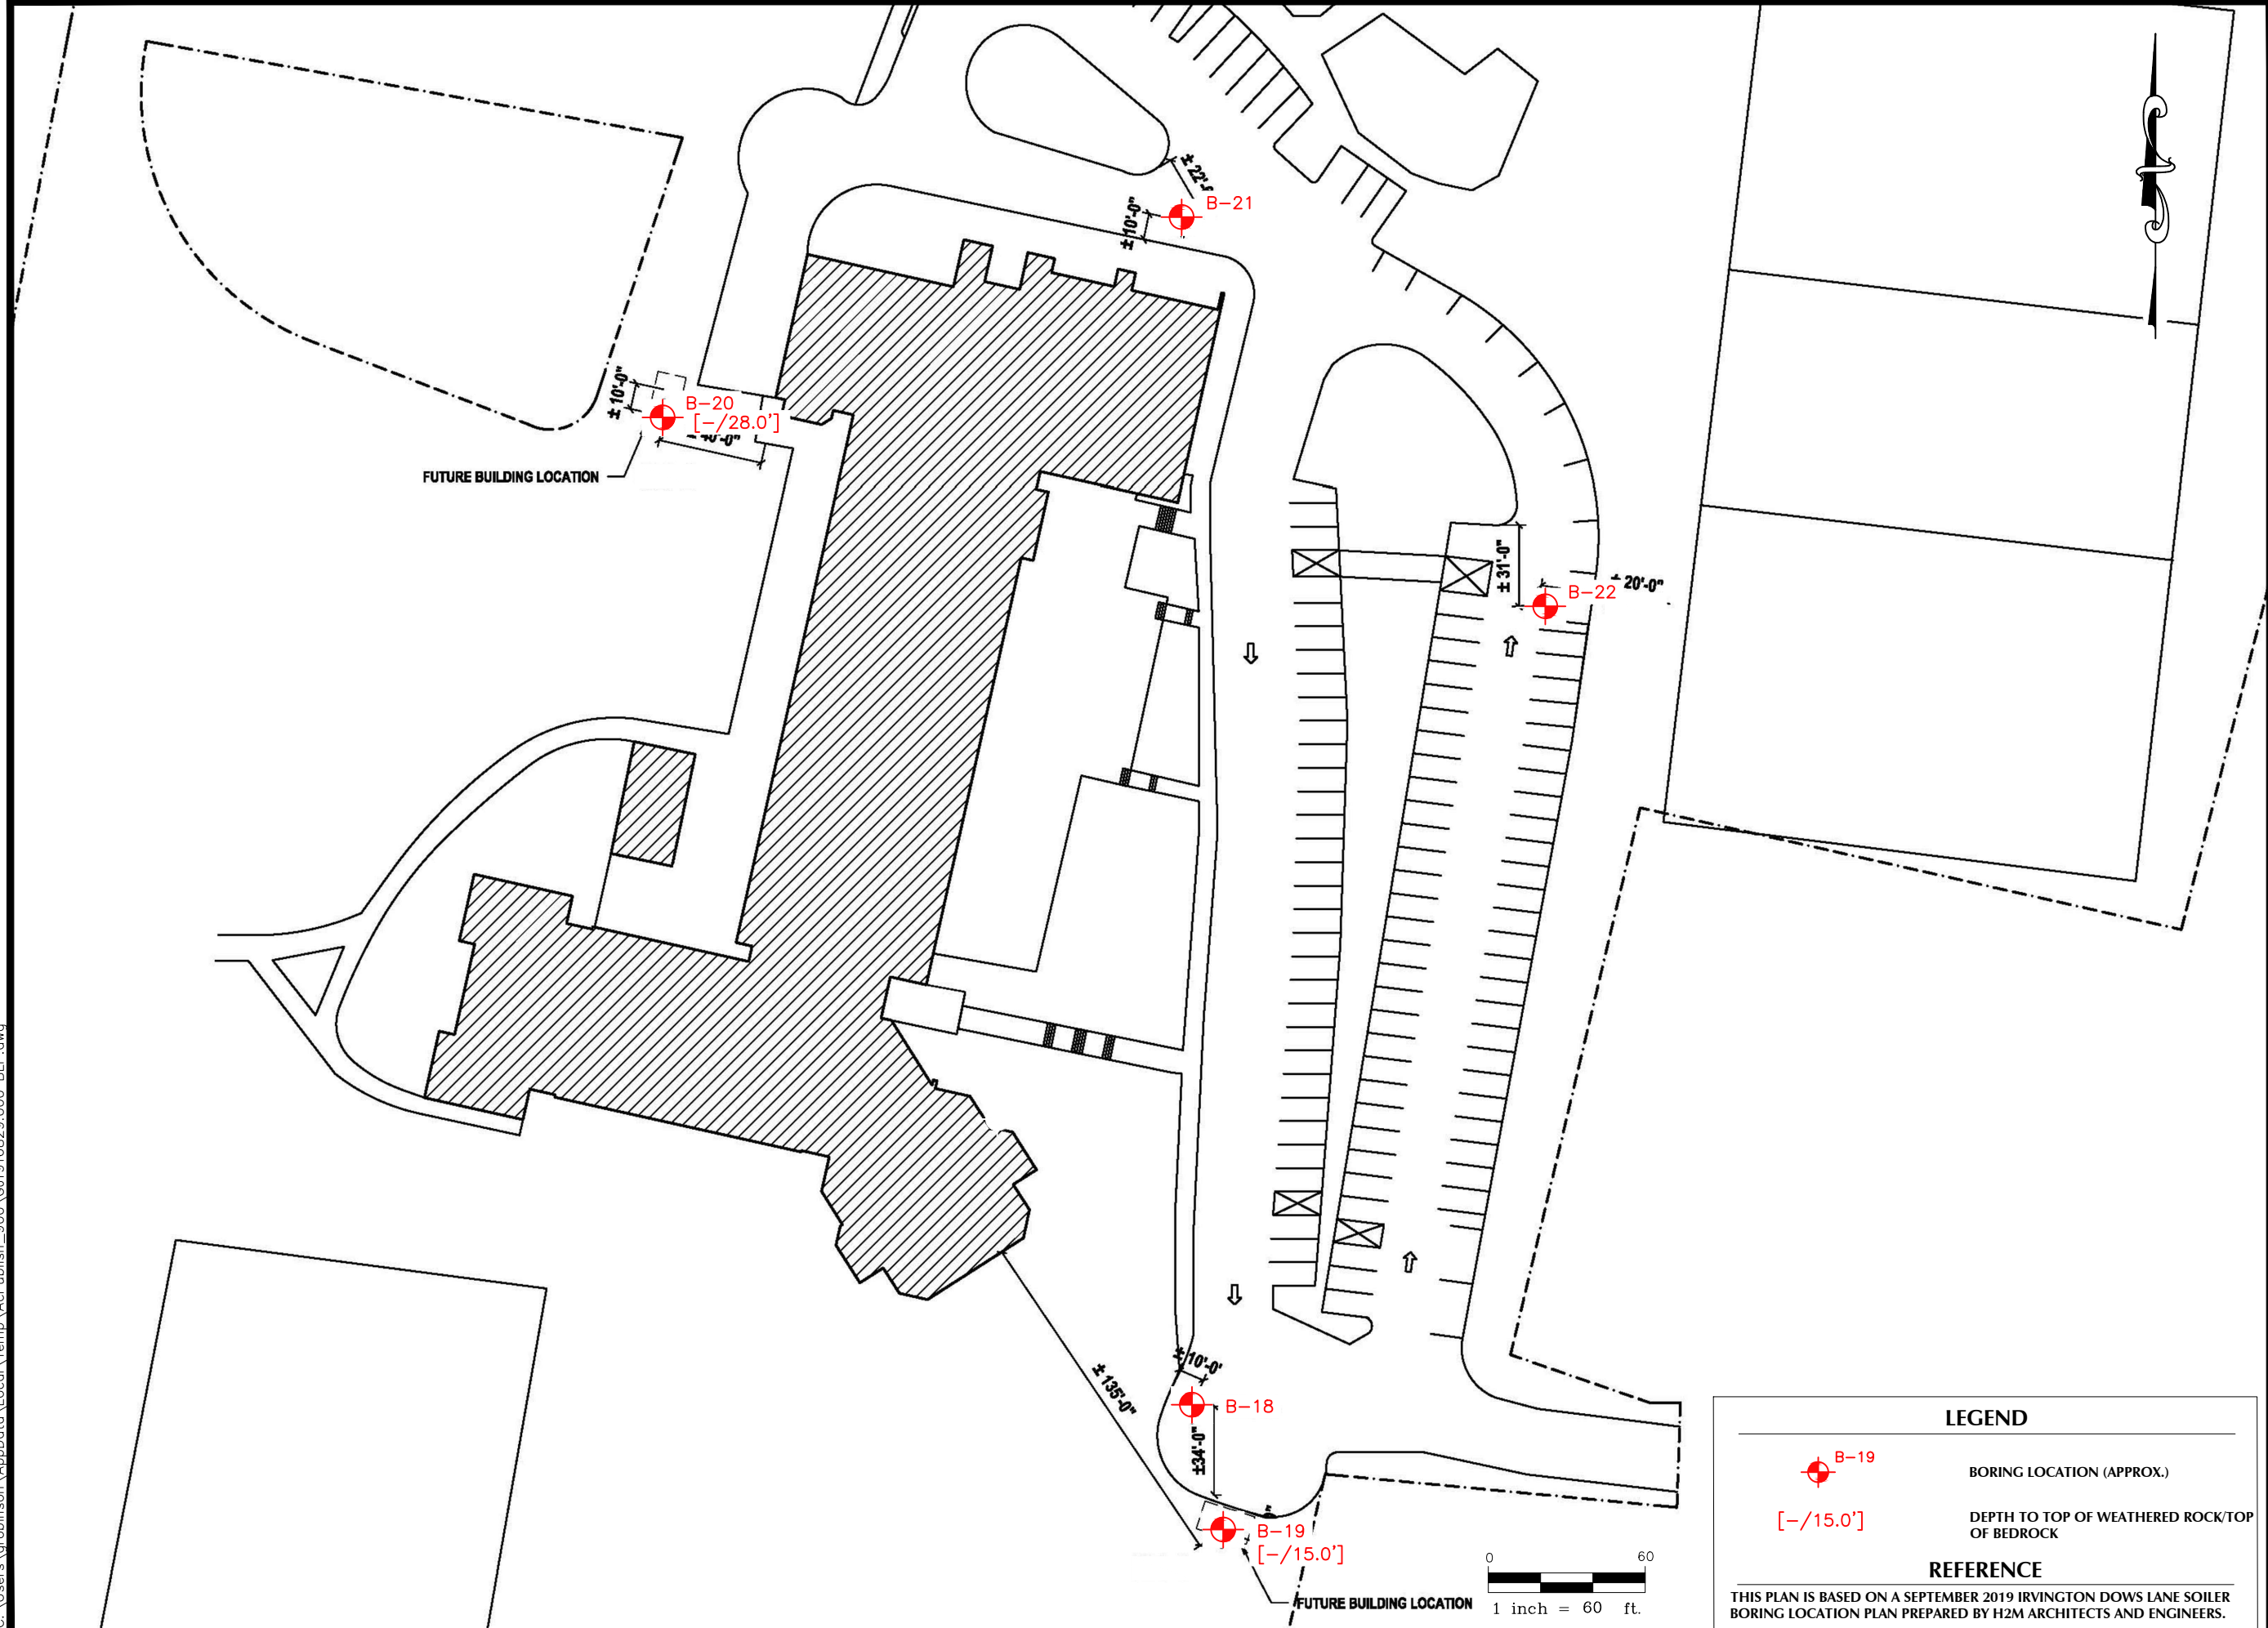 ± 22'-
B-21
± 10'-0"
± 10'-0"
B-20
[-/28.0']
40'-0"
FUTURE BUILDING LOCATION
± 31'-0"
B-22
± 20'-0"
± 10'-0'
± 135'-0"
B-18
±34'-0"
B-19
[-/15.0']
FUTURE BUILDING LOCATION
0 60
1 inch = 60 ft.
LEGEND
B-19
BORING LOCATION (APPROX.)
[-/15.0']
DEPTH TO TOP OF WEATHERED ROCK/TOP
OF BEDROCK
REFERENCE
THIS PLAN IS BASED ON A SEPTEMBER 2019 IRVINGTON DOWS LANE SOILER
BORING LOCATION PLAN PREPARED BY H2M ARCHITECTS AND ENGINEERS.